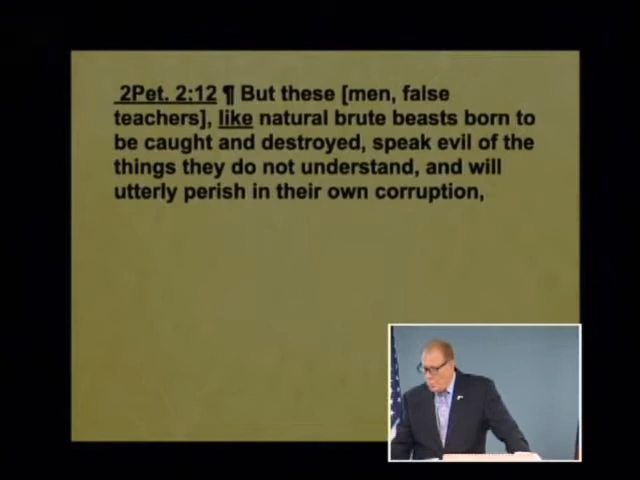 2Pet. 2:12 ¶ But these [men, false
teachers], like natural brute beasts born to
be caught and destroyed, speak evil of the
things they do not understand, and will
utterly perish in their own corruption,